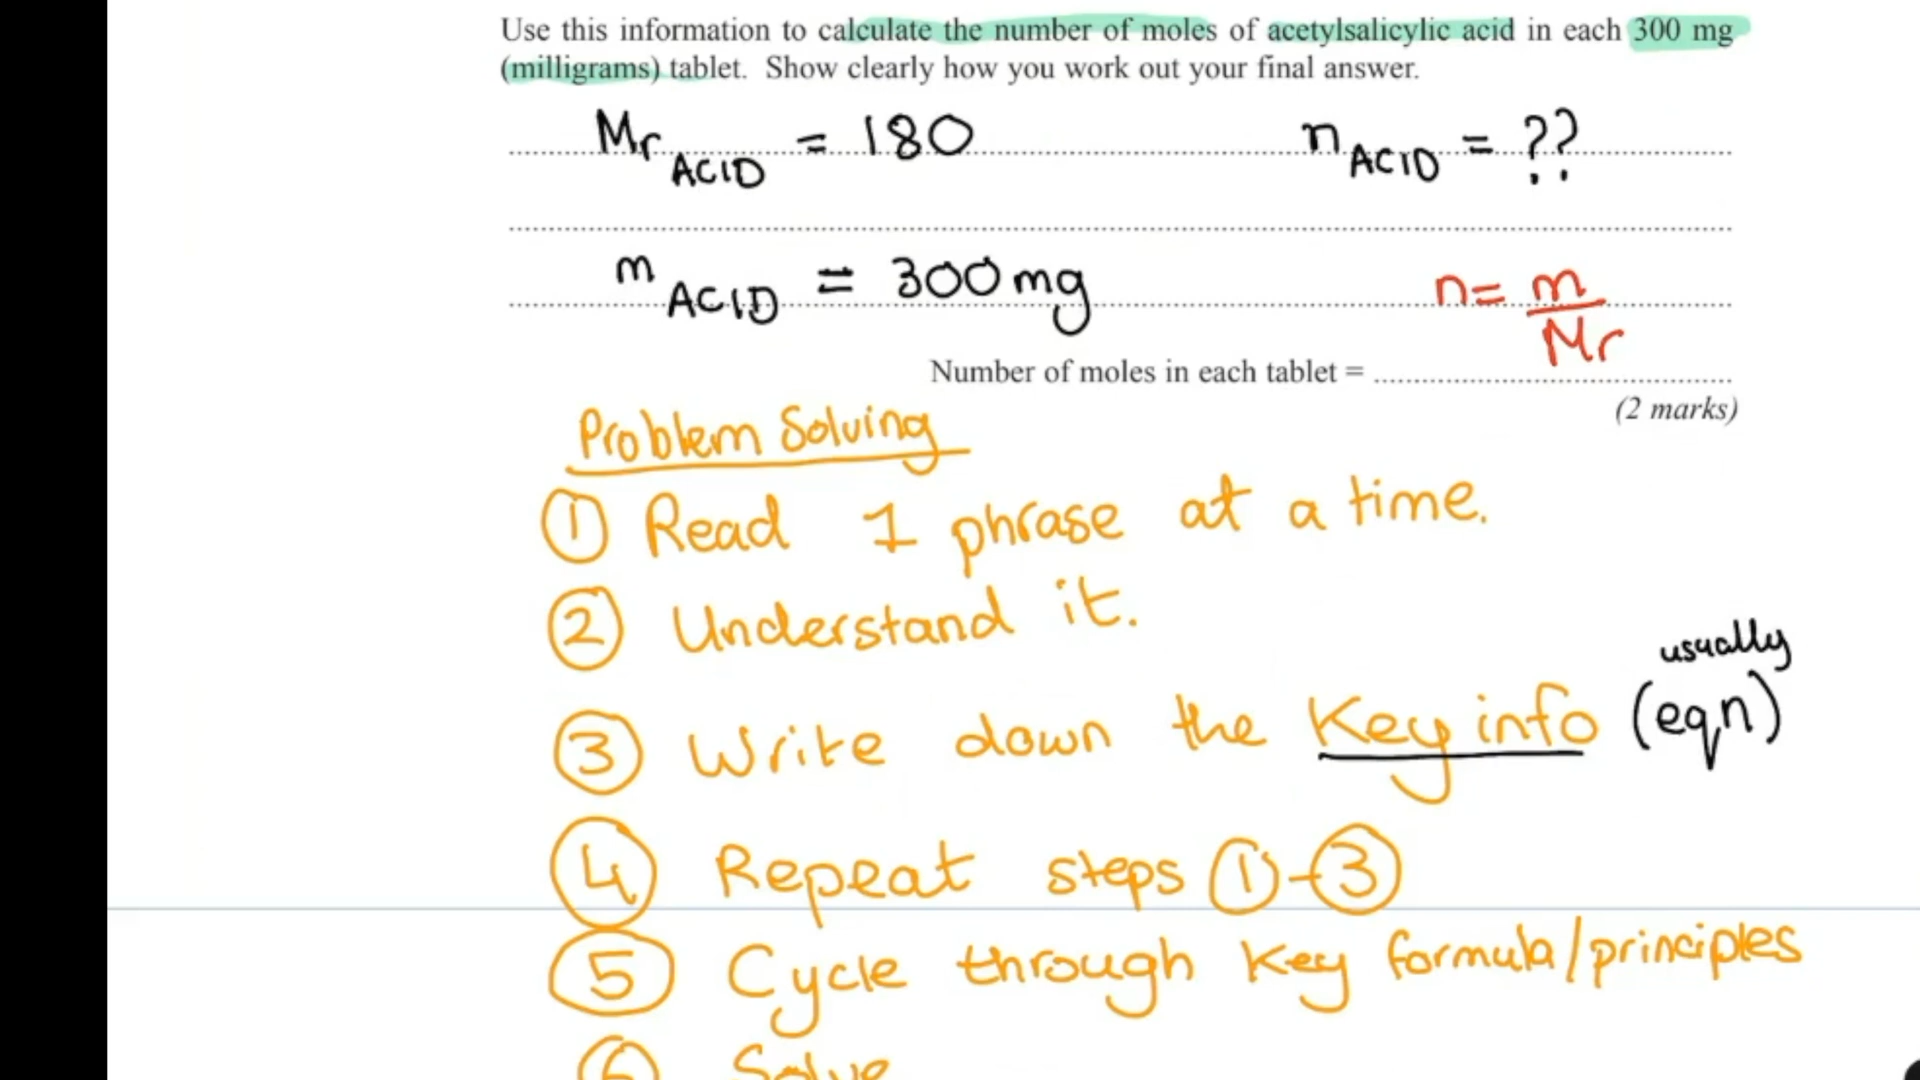 Use this information to calculate the number of moles of acetylsalicylic acid in each 300 mg
(milligrams) tablet. Show clearly how you work out your final answer.
Mr ACID = 180 n ACID = ??
m ACID = 300mg n = m/Mr
Number of moles in each tablet = ....................
(2 marks)
Problem Solving
① Read 1 phrase at a time.
② Understand it.
usually
③ Write down the Key info (eqn)
④ Repeat steps ①-③
⑤ Cycle through key formula/principles
⑥ Solve